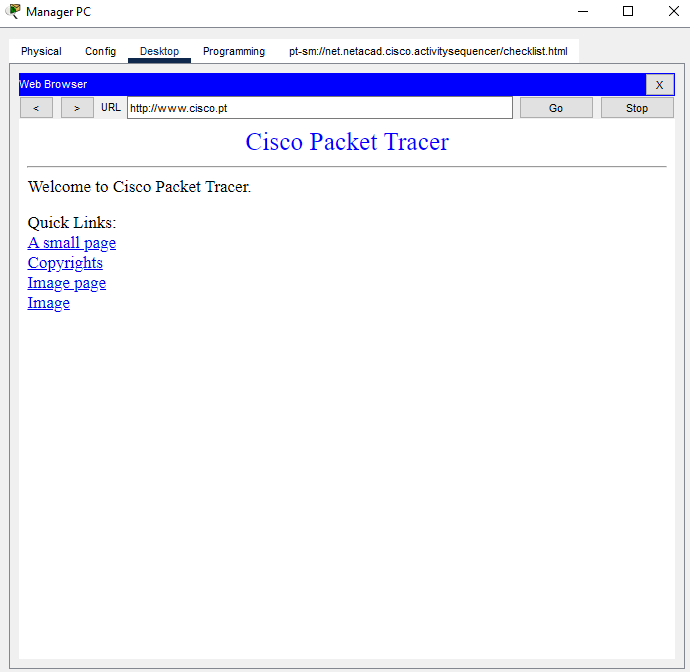 Manager PC
Physical Config Desktop Programming pt-sm://net.netacad.cisco.activitysequencer/checklist.html
Web Browser X
< > URL http://www.cisco.pt Go Stop
Cisco Packet Tracer
Welcome to Cisco Packet Tracer.
Quick Links:
A small page
Copyrights
Image page
Image